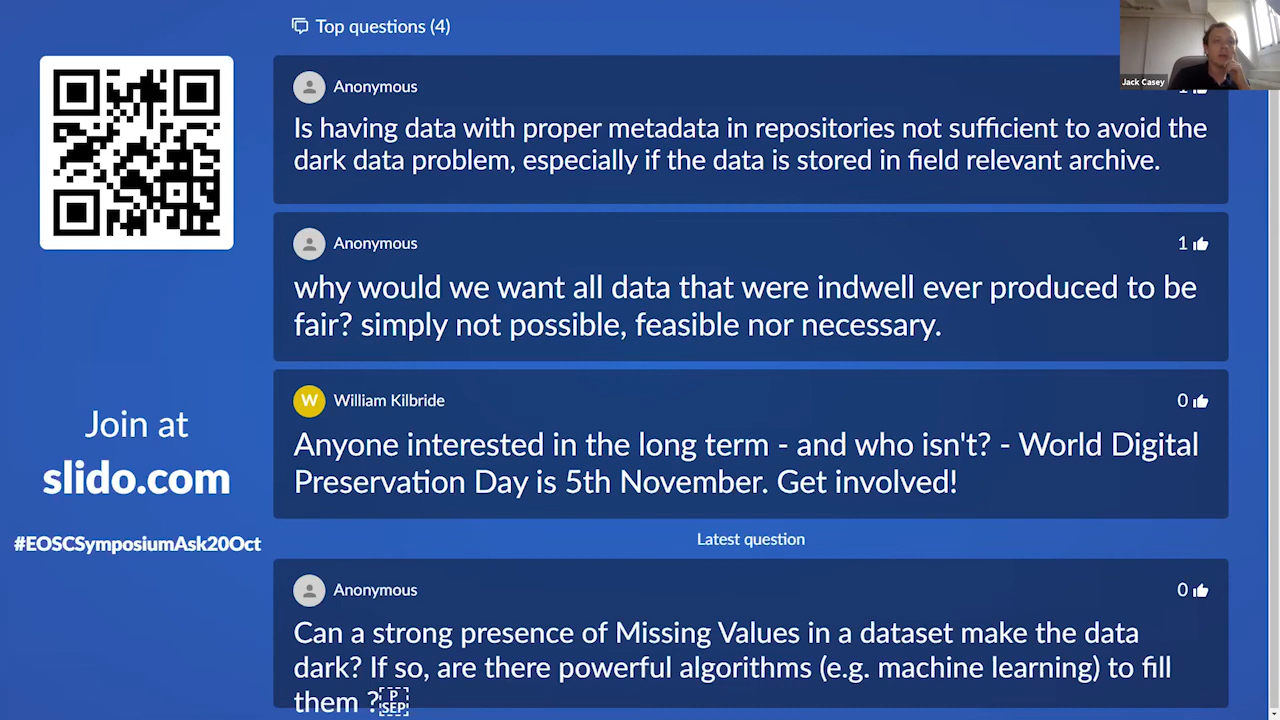 Top questions (4)
Jack Casey
Anonymous
Is having data with proper metadata in repositories not sufficient to avoid the
dark data problem, especially if the data is stored in field relevant archive.
Anonymous
1
why would we want all data that were indwell ever produced to be
fair? simply not possible, feasible nor necessary.
William Kilbride
W
0
Anyone interested in the long term - and who isn't? - World Digital
Preservation Day is 5th November. Get involved!
Join at
slido.com
#EOSCSymposiumAsk20Oct
Latest question
Anonymous
0
Can a strong presence of Missing Values in a dataset make the data
dark? If so, are there powerful algorithms (e.g. machine learning) to fill
them ?
P
SEP